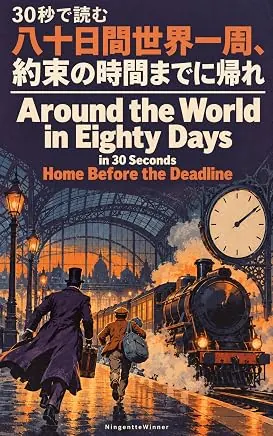 30秒で読む
八十日間世界一周、
約束の時間までに帰れ
Around the World
in Eighty Days
in 30 Seconds
Home Before the Deadline
NingentteWinner